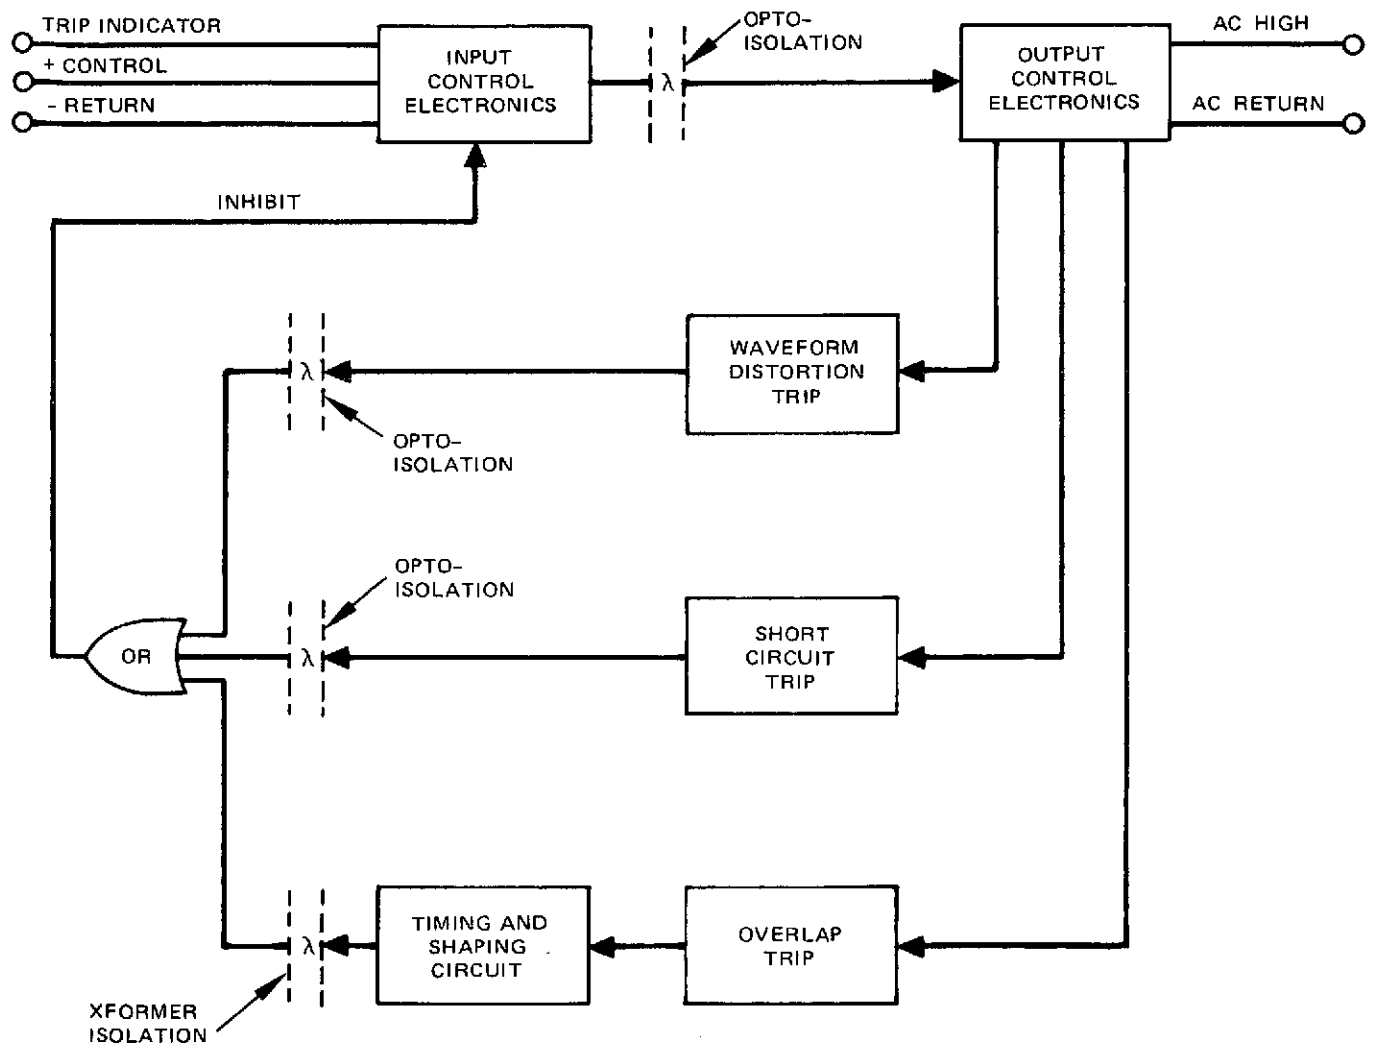 TRIP INDICATOR
+ CONTROL
- RETURN
INPUT
CONTROL
ELECTRONICS
λ
OPTO-
ISOLATION
OUTPUT
CONTROL
ELECTRONICS
AC HIGH
AC RETURN
INHIBIT
λ
OPTO-
ISOLATION
WAVEFORM
DISTORTION
TRIP
OPTO-
ISOLATION
OR
λ
SHORT
CIRCUIT
TRIP
λ
XFORMER
ISOLATION
TIMING AND
SHAPING
CIRCUIT
OVERLAP
TRIP